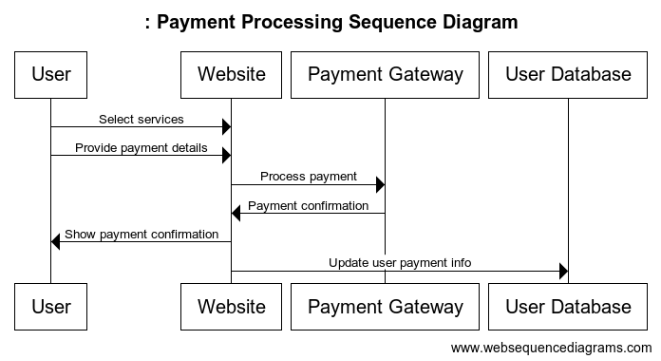 : Payment Processing Sequence Diagram
User
Website
Payment Gateway
User Database
Select services
Provide payment details
Process payment
Payment confirmation
Show payment confirmation
Update user payment info
User
Website
Payment Gateway
User Database
www.websequencediagrams.com